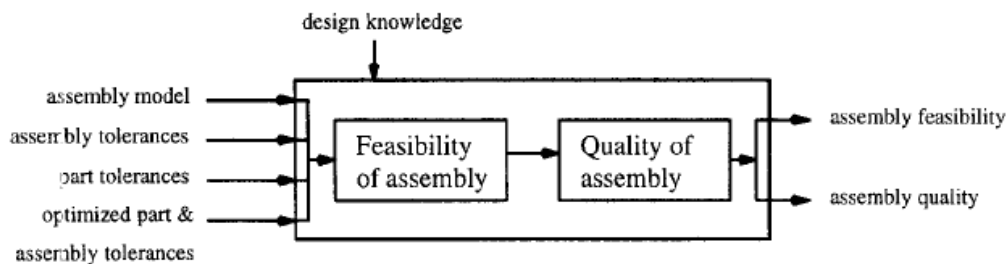 design knowledge
assembly model
assembly tolerances
part tolerances
optimized part &
assembly tolerances
Feasibility
of assembly
Quality of
assembly
assembly feasibility
assembly quality